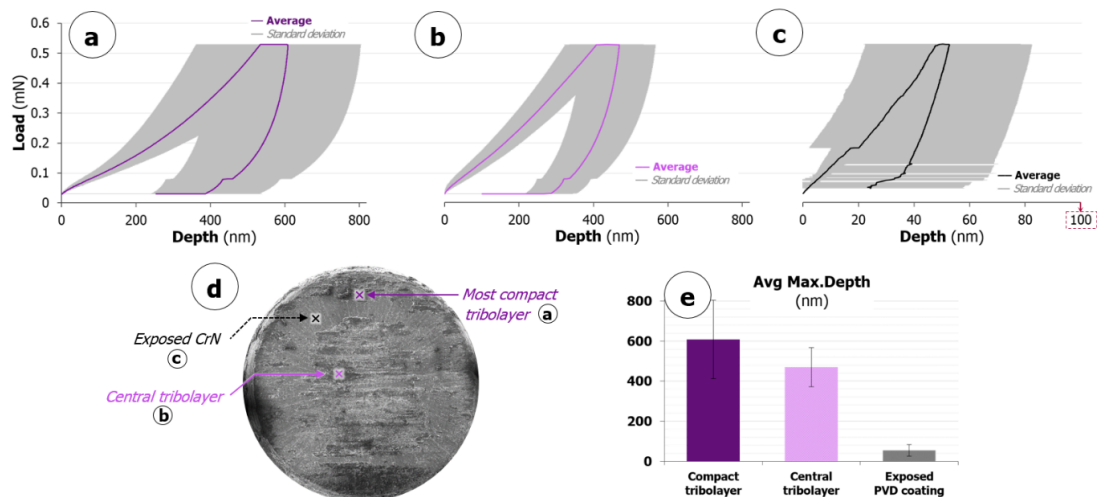 a
Average
Standard deviation
0.6
0.5
0.4
0.3
0.2
0.1
0
Load (mN)
0 200 400 600 800
Depth (nm)
b
Average
Standard deviation
0 200 400 600 800
Depth (nm)
c
Average
Standard deviation
0 20 40 60 80 100
Depth (nm)
d
Most compact
tribolayer a
Exposed CrN
c
Central tribolayer
b
e
Avg Max.Depth
(nm)
800
600
400
200
0
Compact
tribolayer
Central
tribolayer
Exposed
PVD coating